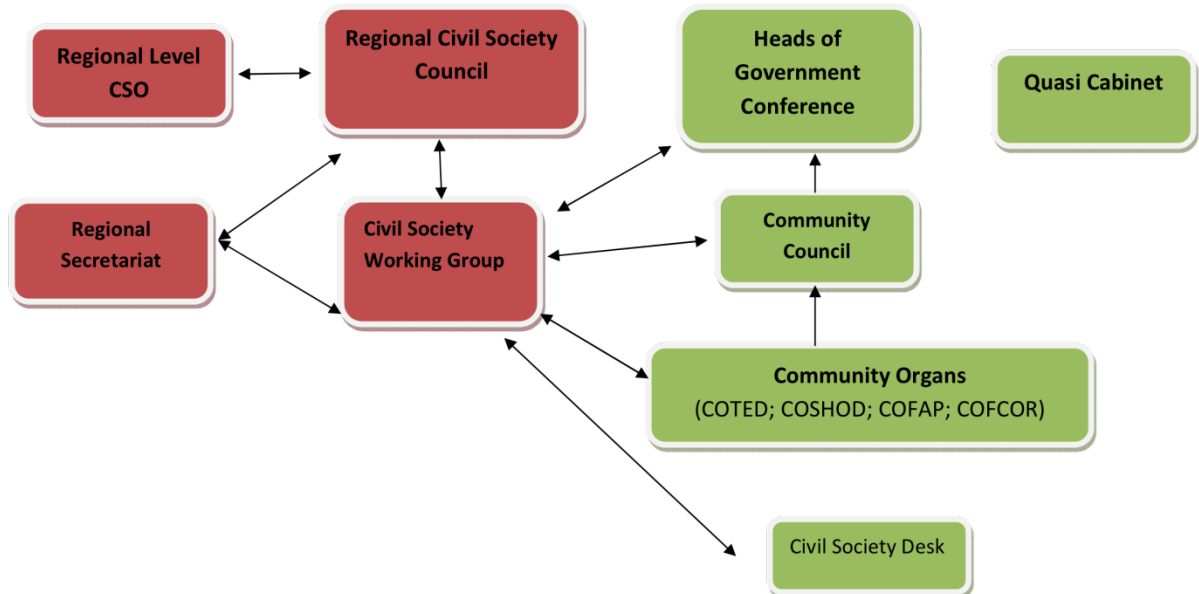 Regional Level
CSO
Regional Civil Society
Council
Heads of
Government
Conference
Quasi Cabinet
Regional
Secretariat
Civil Society
Working Group
Community
Council
Community Organs
(COTED; COSHOD; COFAP; COFCOR)
Civil Society Desk